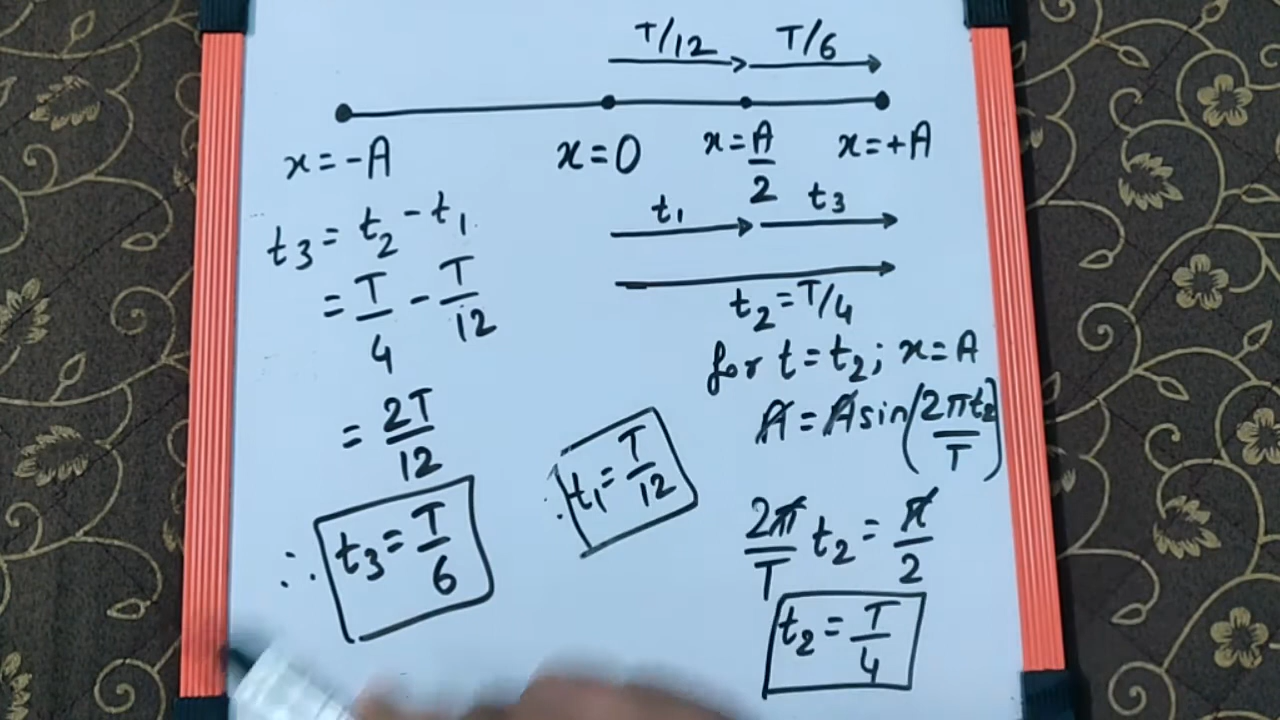 T/12 T/6
x=-A x=0 x=A/2 x=+A
t₁ t₃
t₃ = t₂ - t₁
= T/4 - T/12
t₂ = T/4
for t = t₂; x = A
= 2T/12
A = A sin(2πt₂/T)
∴ t₁ = T/12
∴ t₃ = T/6
2π/T t₂ = π/2
t₂ = T/4